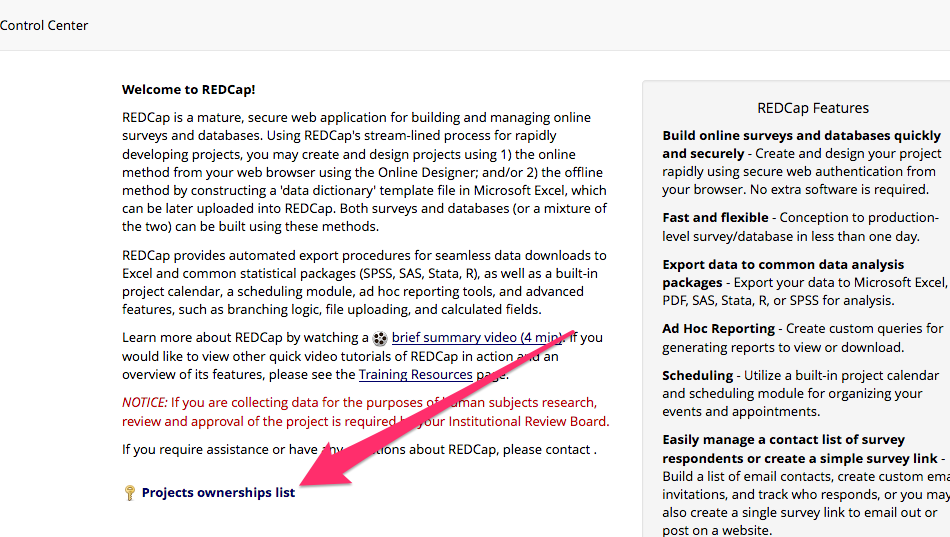 Control Center
Welcome to REDCap!
REDCap is a mature, secure web application for building and managing online
surveys and databases. Using REDCap's stream-lined process for rapidly
developing projects, you may create and design projects using 1) the online
method from your web browser using the Online Designer; and/or 2) the offline
method by constructing a 'data dictionary' template file in Microsoft Excel, which
can be later uploaded into REDCap. Both surveys and databases (or a mixture of
the two) can be built using these methods.
REDCap provides automated export procedures for seamless data downloads to
Excel and common statistical packages (SPSS, SAS, Stata, R), as well as a built-in
project calendar, a scheduling module, ad hoc reporting tools, and advanced
features, such as branching logic, file uploading, and calculated fields.
Learn more about REDCap by watching a brief summary video (4 min). If you
would like to view other quick video tutorials of REDCap in action and an
overview of its features, please see the Training Resources page.
NOTICE: If you are collecting data for the purposes of human subjects research,
review and approval of the project is required by your Institutional Review Board.
If you require assistance or have any questions about REDCap, please contact .
Projects ownerships list
REDCap Features
Build online surveys and databases quickly
and securely - Create and design your project
rapidly using secure web authentication from
your browser. No extra software is required.
Fast and flexible - Conception to production-
level survey/database in less than one day.
Export data to common data analysis
packages - Export your data to Microsoft Excel,
PDF, SAS, Stata, R, or SPSS for analysis.
Ad Hoc Reporting - Create custom queries for
generating reports to view or download.
Scheduling - Utilize a built-in project calendar
and scheduling module for organizing your
events and appointments.
Easily manage a contact list of survey
respondents or create a simple survey link -
Build a list of email contacts, create custom
invitations, and track who responds, or you may
also create a single survey link to email out or
post on a website.